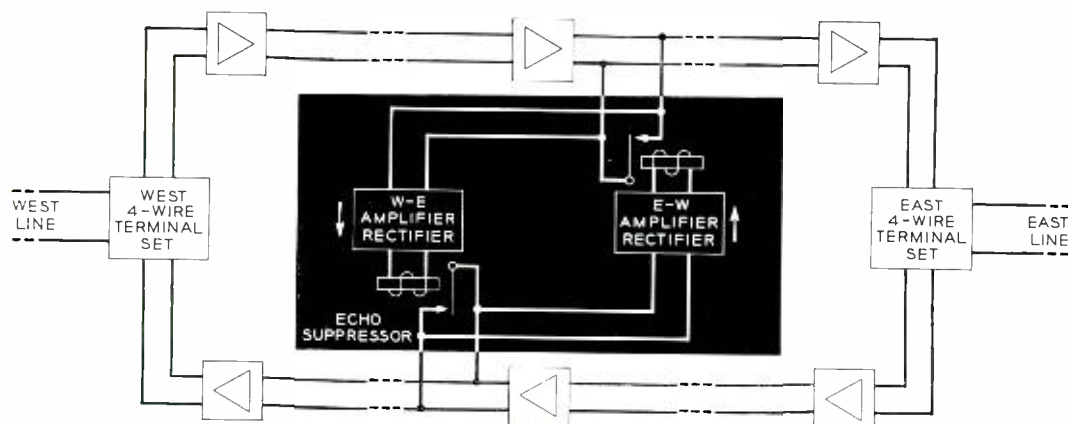 WEST
LINE
WEST
4-WIRE
TERMINAL
SET
W-E
AMPLIFIER
RECTIFIER
E-W
AMPLIFIER
RECTIFIER
ECHO
SUPPRESSOR
EAST
4-WIRE
TERMINAL
SET
EAST
LINE